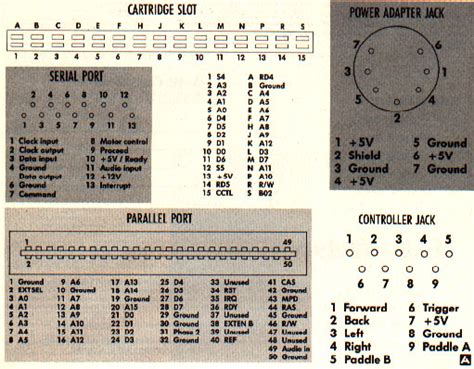 CARTRIDGE SLOT
A B C D E F H J K L M N P R S
1 2 3 4 5 6 7 8 9 10 11 12 13 14 15
1 S4 A RD4
2 A3 B Ground
3 A2 C A4
4 A1 D A5
5 A0 E A6
6 D4 F A7
7 D5 H A8
8 D2 J A9
9 D1 K A12
10 D0 L D3
11 D6 M D7
12 S5 N A11
13 +5V P A10
14 RD5 R R/W
15 CCTL S B02
SERIAL PORT
2 4 6 8 10 12
1 3 5 7 9 11 13
1 Clock input
2 Clock output
3 Data input
4 Ground
5 Data output
6 Ground
7 Command
8 Motor control
9 Proceed
10 +5V / Ready
11 Audio input
12 +12V
13 Interrupt
POWER ADAPTER JACK
7 6
3 1
5 4
2
1 +5V
2 Shield
3 Ground
4 +5V
5 Ground
6 +5V
7 Ground
PARALLEL PORT
1 49
2 50
1 Ground
2 EXTSEL
3 A0
4 A1
5 A2
6 A3
7 A4
8 A5
9 A6
10 Ground
11 A7
12 A8
13 A9
14 A10
15 A11
16 A12
17 A13
18 A14
19 Ground
20 A15
21 D0
22 D1
23 D2
24 D3
25 D4
26 D5
27 D6
28 D7
29 Ground
30 Ground
31 Phase 2
32 Ground
33 Unused
34 RST
35 IRQ
36 RDY
37 Unused
38 EXTEN B
39 Unused
40 REF
41 CAS
42 Ground
43 MPD
44 RAS
45 Ground
46 R/W
47 Unused
48 Unused
49 Audio in
50 Ground
CONTROLLER JACK
1 2 3 4 5
6 7 8 9
1 Forward
2 Back
3 Left
4 Right
5 Paddle B
6 Trigger
7 +5V
8 Ground
9 Paddle A
A